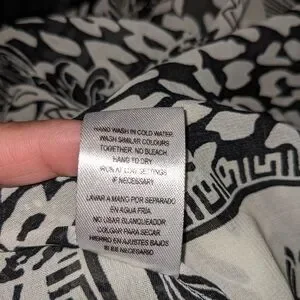 HAND WASH IN COLD WATER
WASH SIMILAR COLOURS
TOGETHER. NO BLEACH.
HANG TO DRY
IRON AT LOW SETTINGS
IF NECESSARY
LAVAR A MANO POR SEPARADO
EN AGUA FRIA
NO USAR BLANQUEADOR
COLGAR PARA SECAR
HIERRO EN AJUSTES BAJOS
SI ES NECESARIO